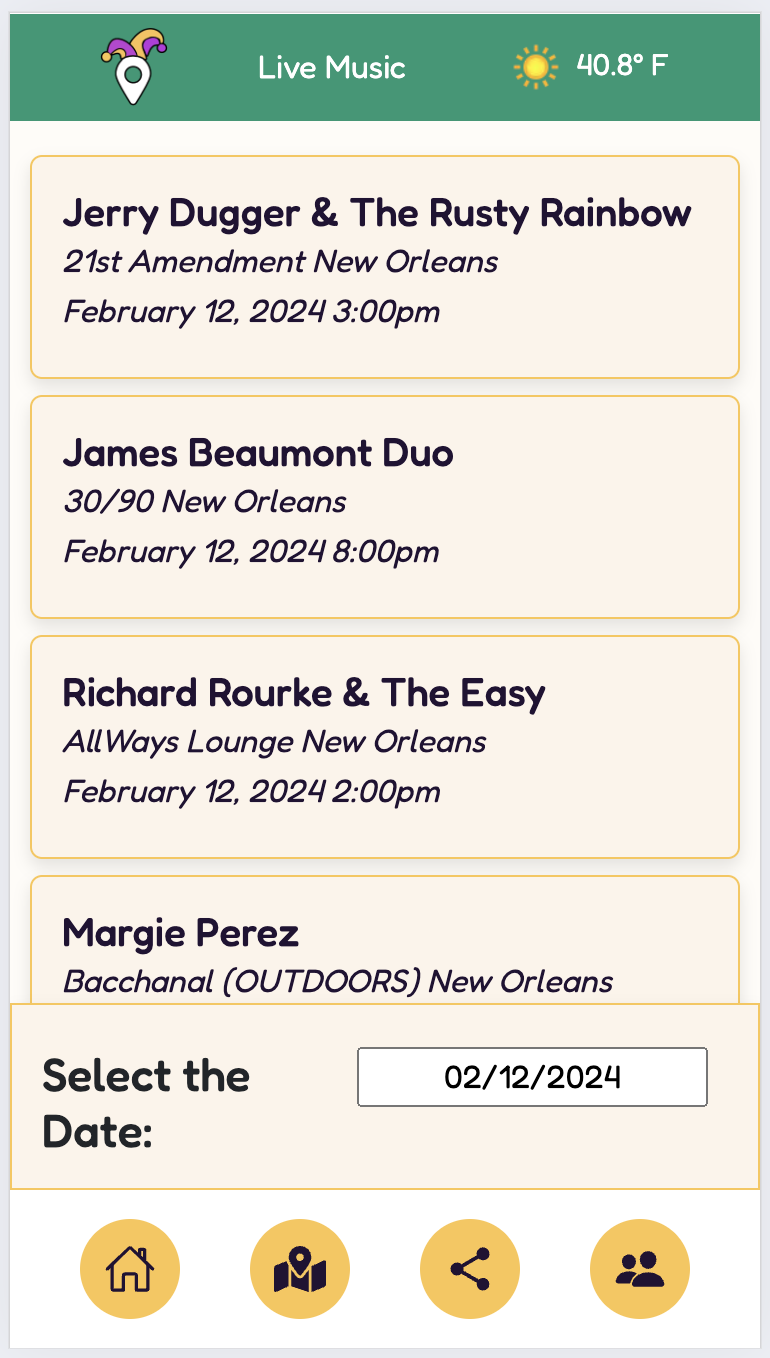 Live Music
40.8° F
Jerry Dugger & The Rusty Rainbow
21st Amendment New Orleans
February 12, 2024 3:00pm
James Beaumont Duo
30/90 New Orleans
February 12, 2024 8:00pm
Richard Rourke & The Easy
AllWays Lounge New Orleans
February 12, 2024 2:00pm
Margie Perez
Bacchanal (OUTDOORS) New Orleans
Select the
Date:
02/12/2024